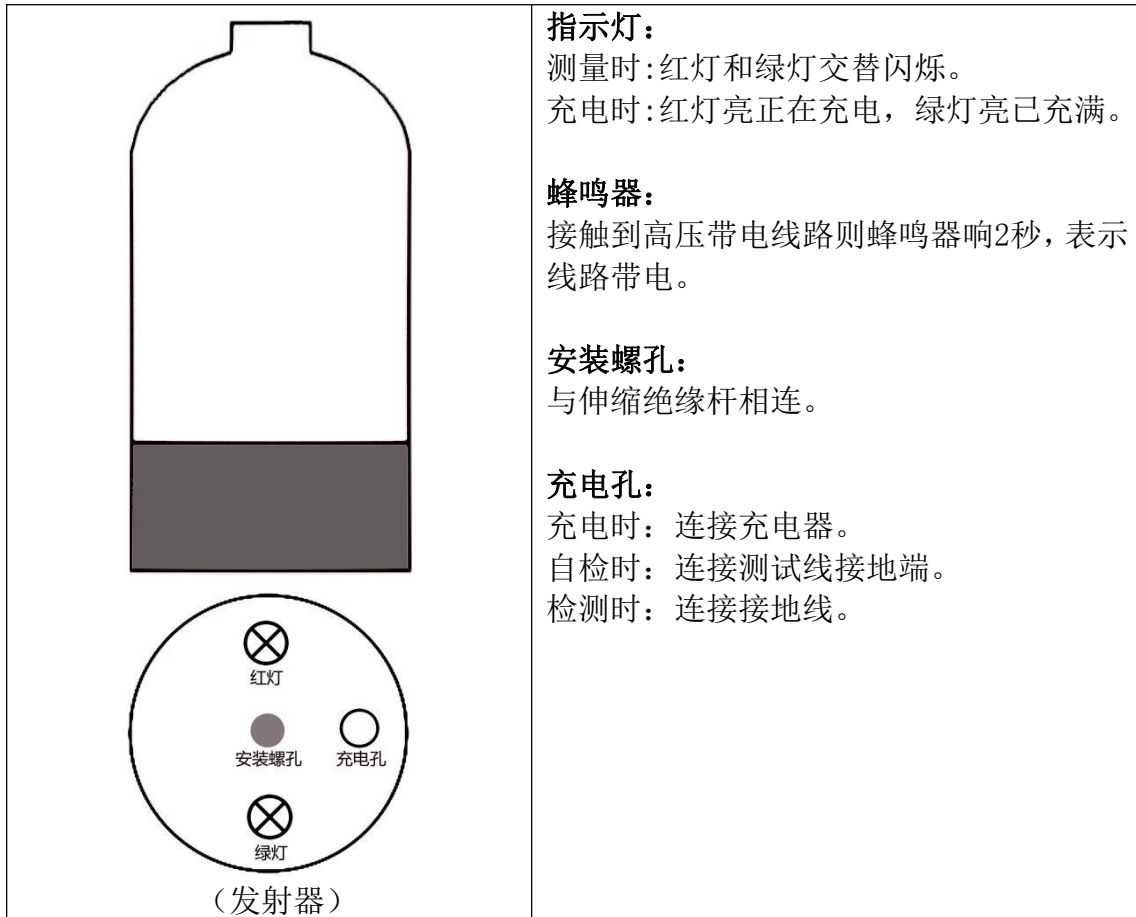 红灯
安装螺孔
充电孔
绿灯
（发射器）
指示灯：
测量时:红灯和绿灯交替闪烁。
充电时:红灯亮正在充电，绿灯亮已充满。
蜂鸣器：
接触到高压带电线路则蜂鸣器响2秒，表示
线路带电。
安装螺孔：
与伸缩绝缘杆相连。
充电孔：
充电时：连接充电器。
自检时：连接测试线接地端。
检测时：连接接地线。